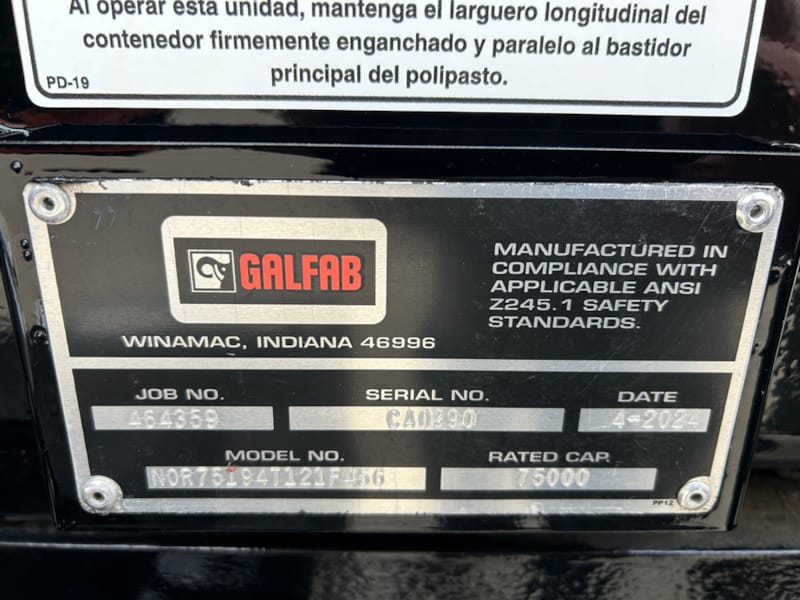 Al operar esta unidad, mantenga el larguero longitudinal del
contenedor firmemente enganchado y paralelo al bastidor
principal del polipasto.
PD-19
GALFAB
MANUFACTURED IN
COMPLIANCE WITH
APPLICABLE ANSI
Z245.1 SAFETY
STANDARDS.
WINAMAC, INDIANA 46996
JOB NO.
SERIAL NO.
DATE
464359
4-2024
MODEL NO.
RATED CAP.
75000
PP12